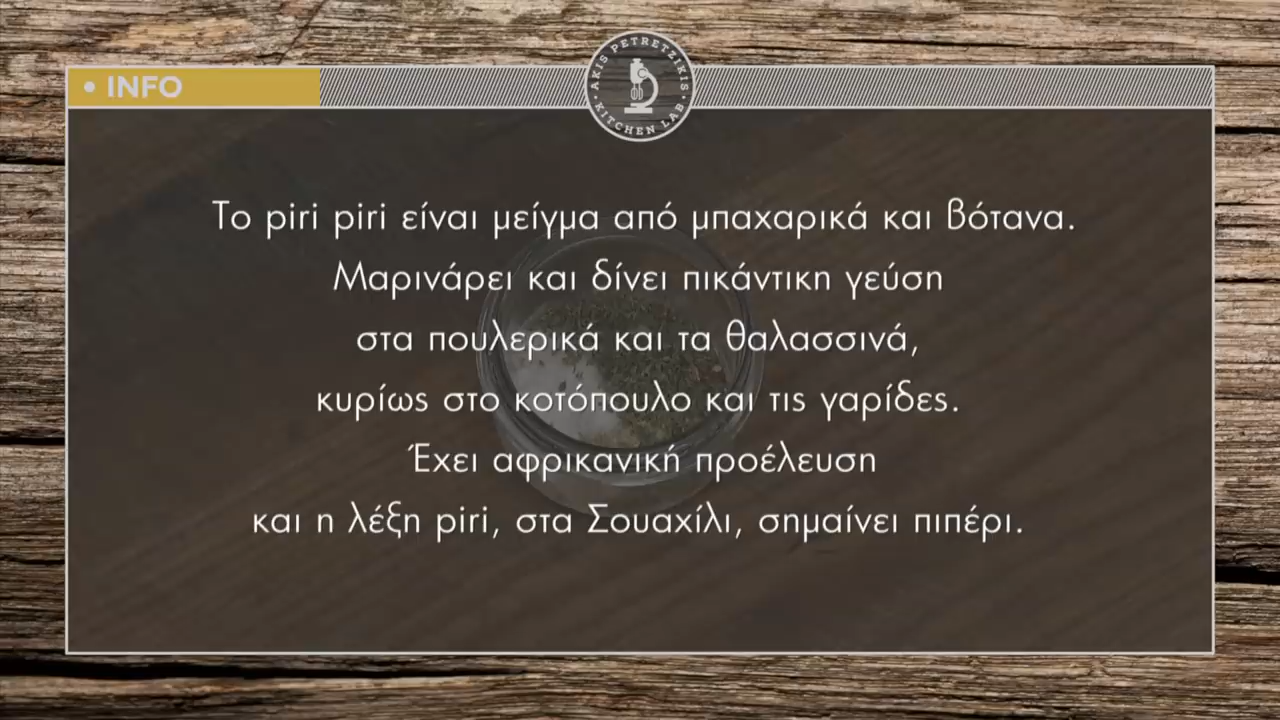 • INFO
AKIS PETRETZIKIS
• KITCHEN LAB •
Το piri piri είναι μείγμα από μπαχαρικά και βότανα.
Μαρινάρει και δίνει πικάντικη γεύση
στα πουλερικά και τα θαλασσινά,
κυρίως στο κοτόπουλο και τις γαρίδες.
Έχει αφρικανική προέλευση
και η λέξη piri, στα Σουαχίλι, σημαίνει πιπέρι.